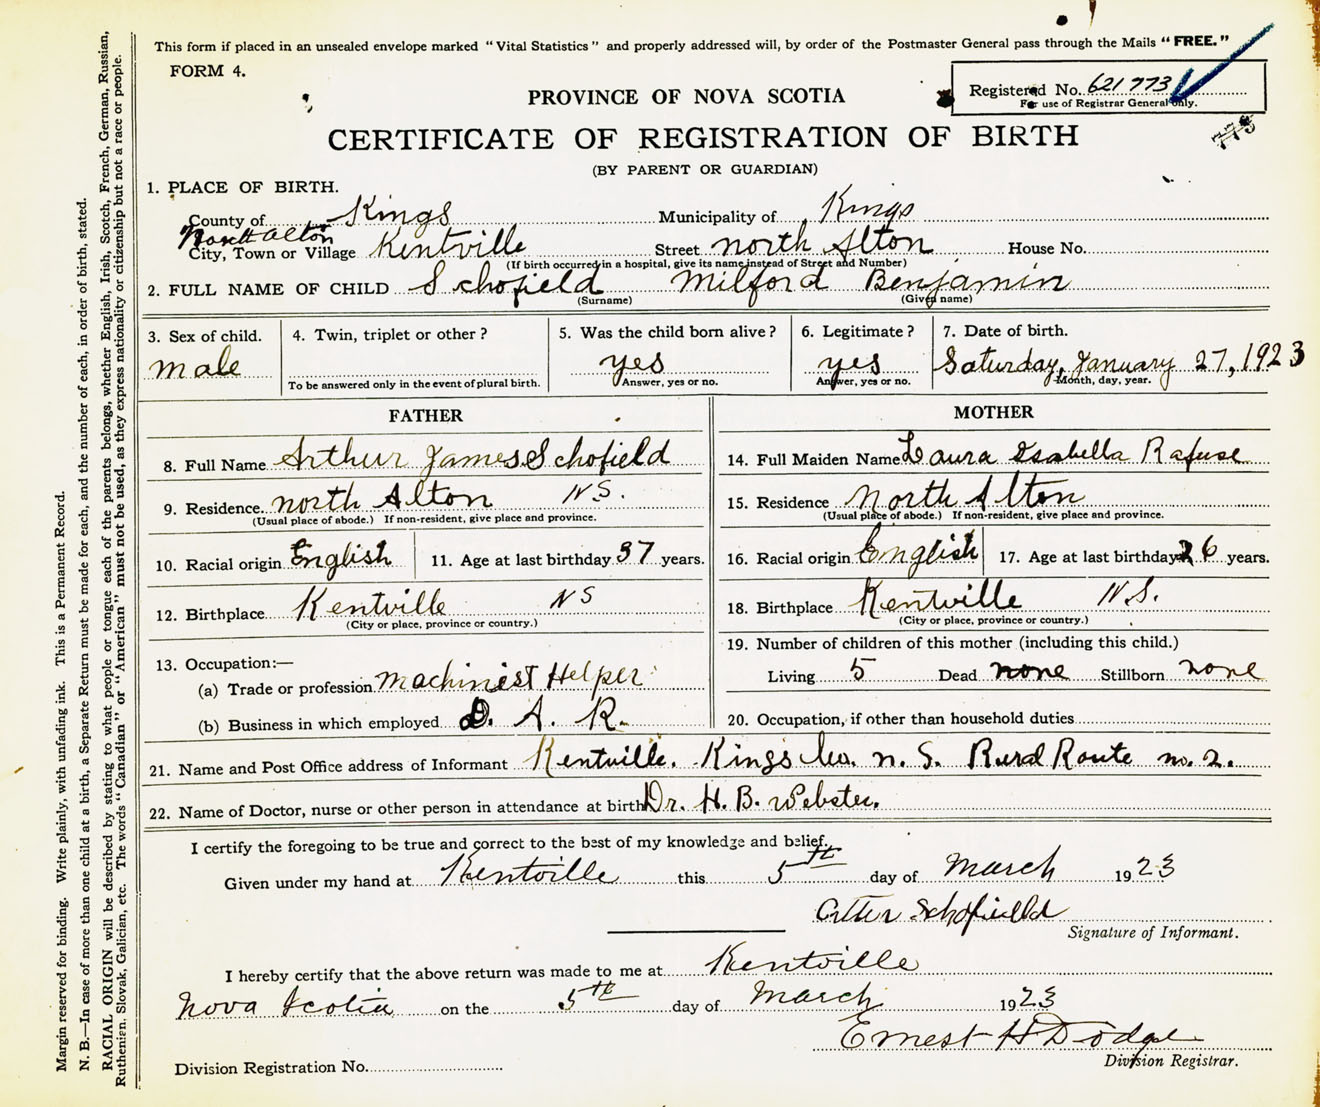 This form if placed in an unsealed envelope marked "Vital Statistics" and properly addressed will, by order of the Postmaster General pass through the Mails "FREE."
FORM 4.
Registered No. 621773
For use of Registrar General only.
773
PROVINCE OF NOVA SCOTIA
CERTIFICATE OF REGISTRATION OF BIRTH
(BY PARENT OR GUARDIAN)
1. PLACE OF BIRTH.
County of Kings Municipality of Kings
North Alton
City, Town or Village Kentville Street north Alton House No.
(If birth occurred in a hospital, give its name instead of Street and Number)
2. FULL NAME OF CHILD Schofield Milford Benjamin
(Surname) (Given name)
3. Sex of child. 4. Twin, triplet or other? 5. Was the child born alive? 6. Legitimate? 7. Date of birth.
male yes yes Saturday, January 27, 1923
To be answered only in the event of plural birth. Answer, yes or no. Answer, yes or no. Month, day, year.
FATHER
8. Full Name Arthur James Schofield
9. Residence. north Alton NS.
(Usual place of abode.) If non-resident, give place and province.
10. Racial origin English 11. Age at last birthday 37 years.
12. Birthplace Kentville NS
(City or place, province or country.)
13. Occupation:—
(a) Trade or profession machinist Helper
(b) Business in which employed D. A. R.
MOTHER
14. Full Maiden Name Laura Isabella Rafuse
15. Residence North Alton
(Usual place of abode.) If non-resident, give place and province.
16. Racial origin English 17. Age at last birthday 26 years.
18. Birthplace Kentville N.S.
(City or place, province or country.)
19. Number of children of this mother (including this child.)
Living 5 Dead none Stillborn none
20. Occupation, if other than household duties
21. Name and Post Office address of Informant Kentville. Kings Co. n. S. Rural Route no. 2.
22. Name of Doctor, nurse or other person in attendance at birth Dr. H. B. Webster.
I certify the foregoing to be true and correct to the best of my knowledge and belief.
Given under my hand at Kentville this 5th day of March 1923
Schofield
Signature of Informant.
I hereby certify that the above return was made to me at Kentville
Nova Scotia on the 5th day of March 1923
Ernest H Dodge
Division Registrar.
Division Registration No.
Margin reserved for binding. Write plainly, with unfading ink. This is a Permanent Record.
N. B.—In case of more than one child at a birth, a Separate Return must be made for each, and the number of each, in order of birth, stated.
RACIAL ORIGIN will be described by stating to what people or tongue each of the parents belongs, whether English, Irish, Scotch, French, German, Russian,
Ruthenian, Slovak, Galician, etc. The words "Canadian" or "American" must not be used, as they express nationality or citizenship but not a race or people.